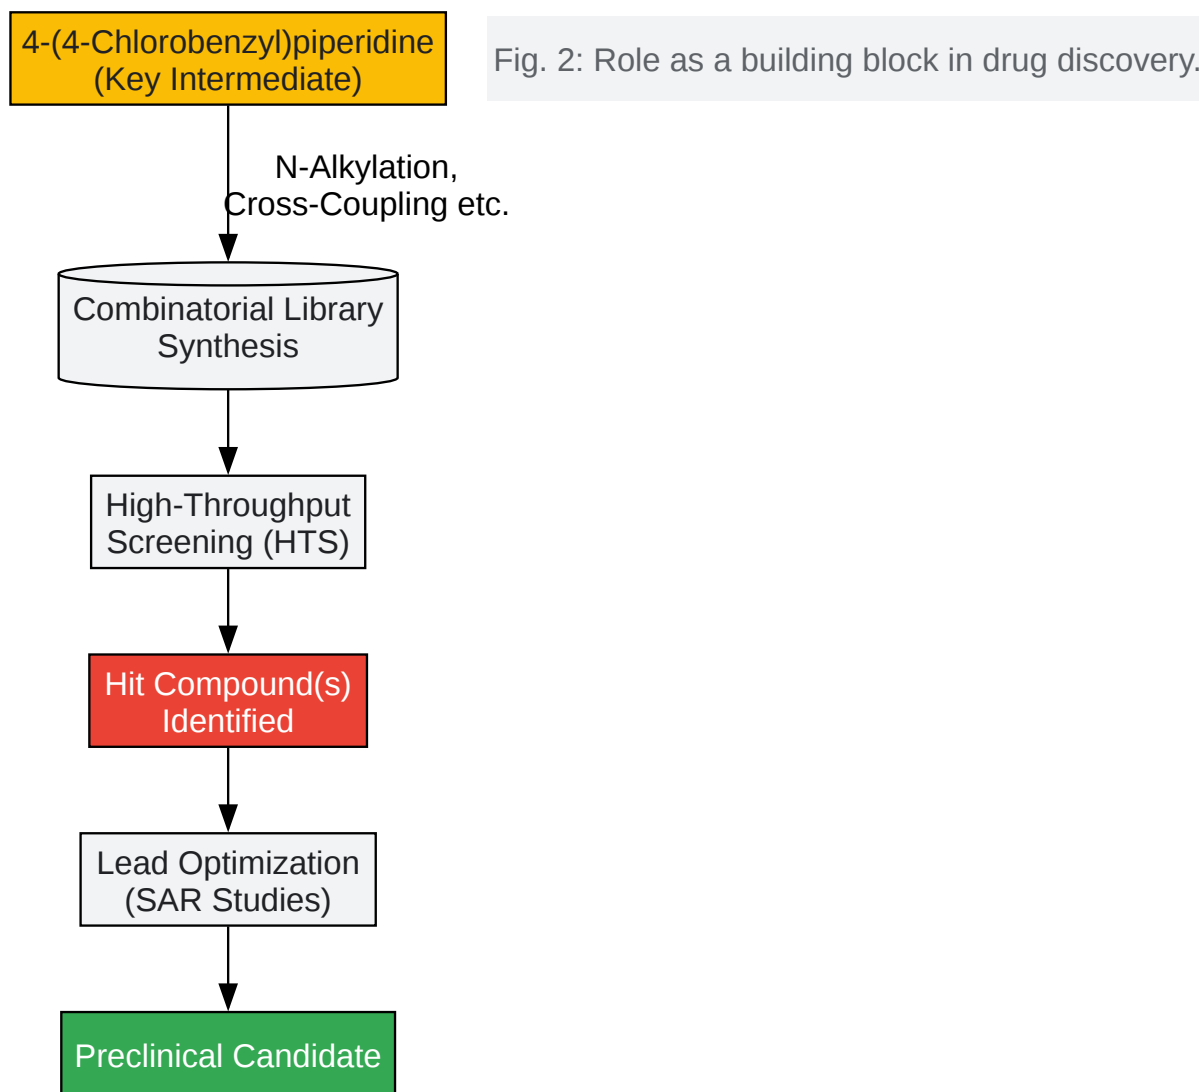 4-(4-Chlorobenzyl)piperidine
(Key Intermediate)
Fig. 2: Role as a building block in drug discovery.
N-Alkylation,
Cross-Coupling etc.
Combinatorial Library
Synthesis
High-Throughput
Screening (HTS)
Hit Compound(s)
Identified
Lead Optimization
(SAR Studies)
Preclinical Candidate